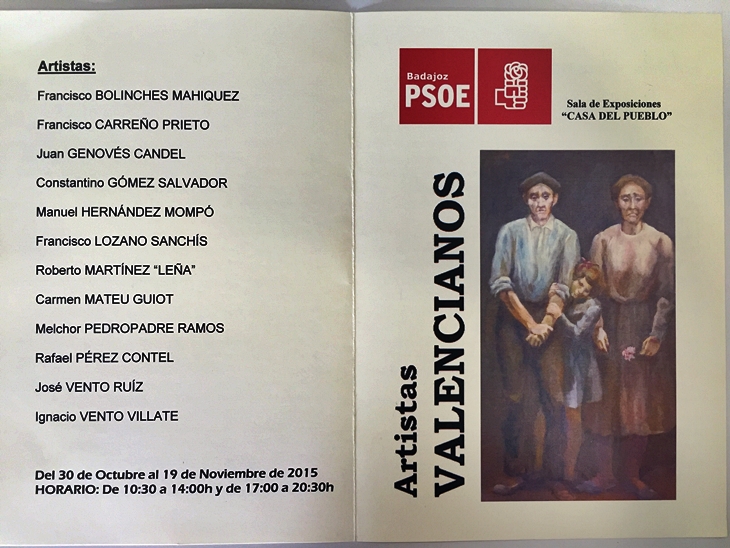 Artistas:
Francisco BOLINCHES MAHIQUEZ
Francisco CARREÑO PRIETO
Juan GENOVÉS CANDEL
Constantino GÓMEZ SALVADOR
Manuel HERNÁNDEZ MOMPÓ
Francisco LOZANO SANCHÍS
Roberto MARTÍNEZ “LEÑA”
Carmen MATEU GUIOT
Melchor PEDROPADRE RAMOS
Rafael PÉREZ CONTEL
José VENTO RUÍZ
Ignacio VENTO VILLATE
Del 30 de Octubre al 19 de Noviembre de 2015
HORARIO: De 10:30 a 14:00h y de 17:00 a 20:30h
Badajoz
PSOE
Sala de Exposiciones
“CASA DEL PUEBLO”
Artistas
VALENCIANOS